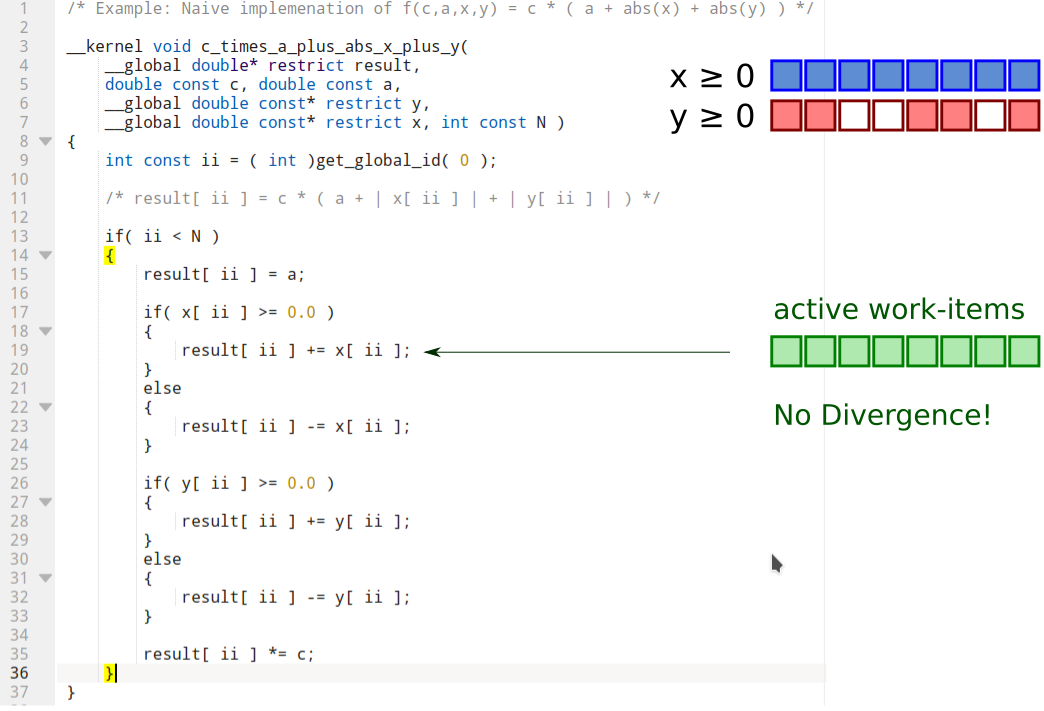 1 /* Example: Naive implemenation of f(c,a,x,y) = c * ( a + abs(x) + abs(y) ) */
2
3 __kernel void c_times_a_plus_abs_x_plus_y(
4     __global double* restrict result,
5     double const c, double const a,
6     __global double const* restrict y,
7     __global double const* restrict x, int const N )
8 {
9     int const ii = ( int )get_global_id( 0 );
10
11     /* result[ ii ] = c * ( a + | x[ ii ] | + | y[ ii ] | ) */
12
13     if( ii < N )
14     {
15         result[ ii ] = a;
16
17         if( x[ ii ] >= 0.0 )
18         {
19             result[ ii ] += x[ ii ];
20         }
21         else
22         {
23             result[ ii ] -= x[ ii ];
24         }
25
26         if( y[ ii ] >= 0.0 )
27         {
28             result[ ii ] += y[ ii ];
29         }
30         else
31         {
32             result[ ii ] -= y[ ii ];
33         }
34
35         result[ ii ] *= c;
36     }
37 }
x ≥ 0
y ≥ 0
active work-items
No Divergence!